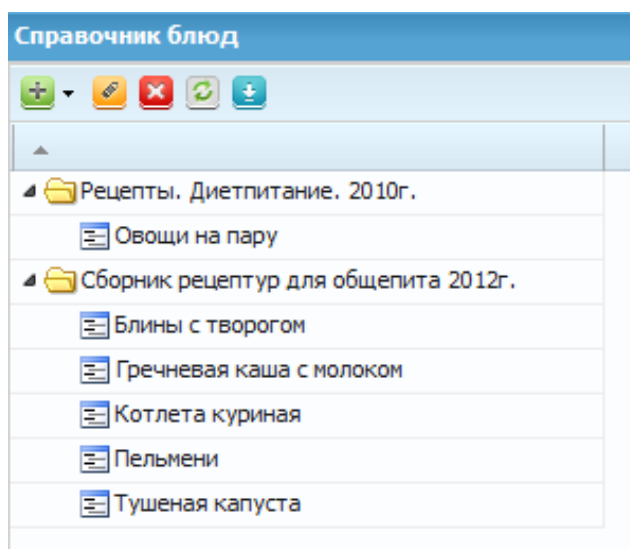 Справочник блюд
Рецепты. Диетпитание. 2010г.
Овощи на пару
Сборник рецептур для общепита 2012г.
Блины с творогом
Гречневая каша с молоком
Котлета куриная
Пельмени
Тушеная капуста